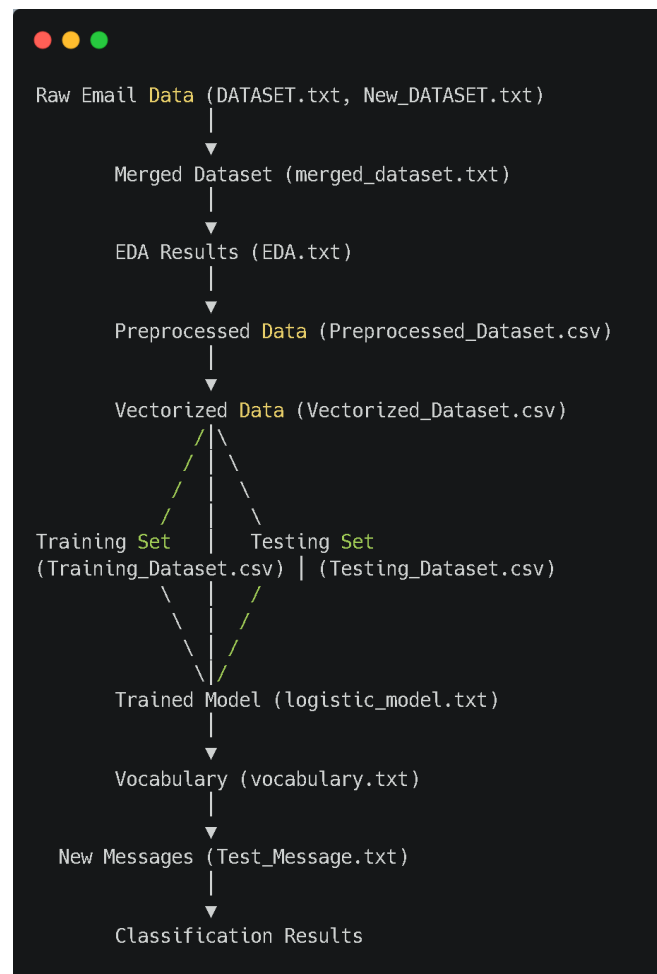 Raw Email Data (DATASET.txt, New_DATASET.txt)
Merged Dataset (merged_dataset.txt)
EDA Results (EDA.txt)
Preprocessed Data (Preprocessed_Dataset.csv)
Vectorized Data (Vectorized_Dataset.csv)
Training Set | Testing Set
(Training_Dataset.csv) | (Testing_Dataset.csv)
Trained Model (logistic_model.txt)
Vocabulary (vocabulary.txt)
New Messages (Test_Message.txt)
Classification Results